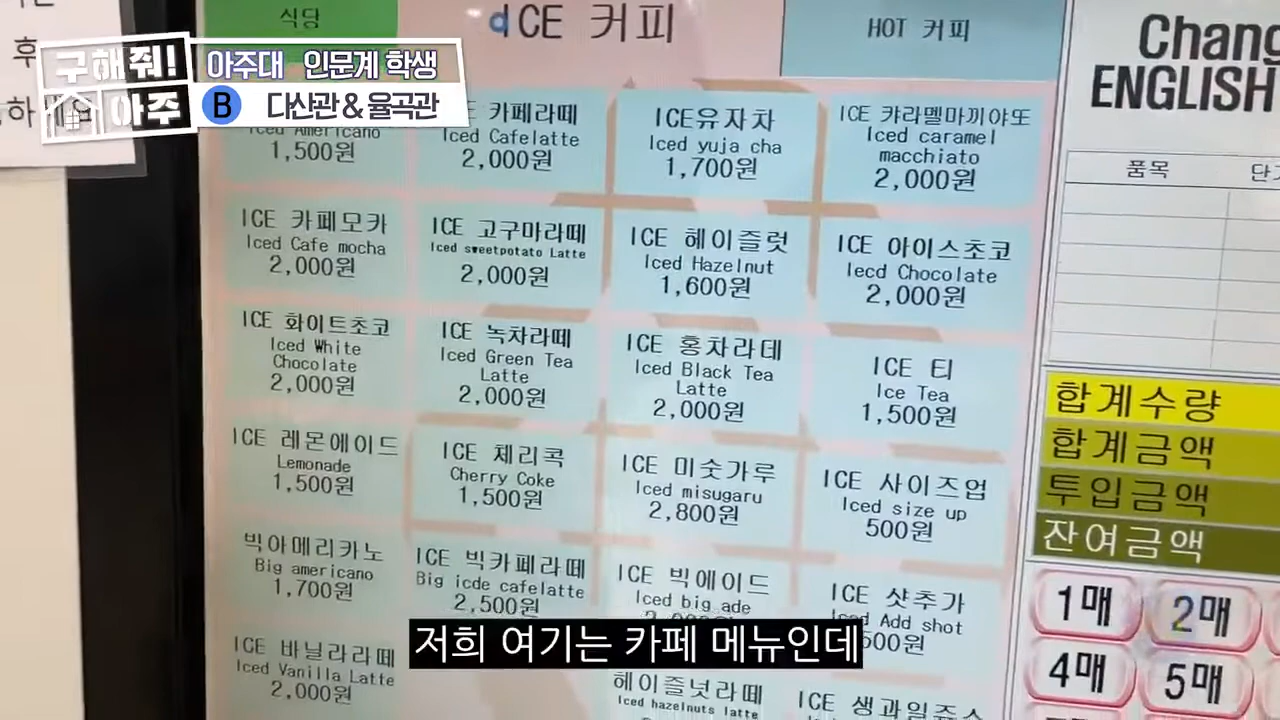 식당
ICE 커피
HOT 커피
Chang
ENGLISH
후
하세요
구해줘!
아주
아주대 인문계 학생
B 다산관 & 율곡관
Iced Americano
1,500원
카페라떼
Iced Cafelatte
2,000원
ICE유자차
Iced yuja cha
1,700원
ICE 카라멜마끼야또
Iced caramel
macchiato
2,000원
품목
단가
ICE 카페모카
Iced Cafe mocha
2,000원
ICE 고구마라떼
Iced sweetpotato Latte
2,000원
ICE 헤이즐럿
Iced Hazelnut
1,600원
ICE 아이스초코
Iecd Chocolate
2,000원
ICE 화이트초코
Iced White
Chocolate
2,000원
ICE 녹차라떼
Iced Green Tea
Latte
2,000원
ICE 홍차라데
Iced Black Tea
Latte
2,000원
ICE 티
Ice Tea
1,500원
합계수량
합계금액
투입금액
잔여금액
ICE 레몬에이드
Lemonade
1,500원
ICE 체리콕
Cherry Coke
1,500원
ICE 미숫가루
Iced misugaru
2,800원
ICE 사이즈업
Iced size up
500원
빅아메리카노
Big americano
1,700원
ICE 빅카페라떼
Big icde cafelatte
2,500원
ICE 빅에이드
Iced big ade
ICE 샷추가
Iced Add shot
500원
1매
2매
4매
5매
ICE 바닐라라떼
Iced Vanilla Latte
2,000원
헤이즐넛라떼
Iced hazelnuts latte
ICE 생과일쥬스
저희 여기는 카페 메뉴인데